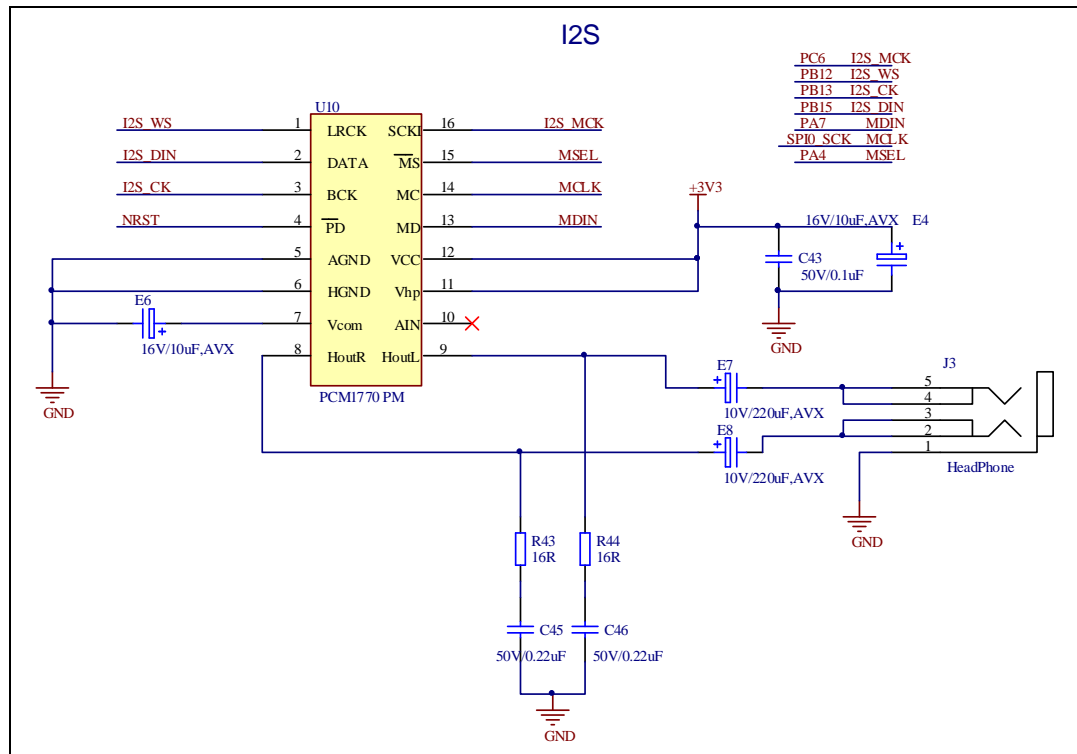 I2S
PC6 I2S_MCK
PB12 I2S_WS
PB13 I2S_CK
PB15 I2S_DIN
PA7 MDIN
SPI0_SCK MCLK
PA4 MSEL
U10
I2S_WS 1 LRCK SCKI 16 I2S_MCK
I2S_DIN 2 DATA MS 15 MSEL
I2S_CK 3 BCK MC 14 MCLK
NRST 4 PD MD 13 MDIN
5 AGND VCC 12
6 HGND Vhp 11
7 Vcom AIN 10
8 HoutR HoutL 9
PCM1770 PM
E6
16V/10uF,AVX
GND
+3V3
16V/10uF,AVX E4
C43
50V/0.1uF
GND
E7
10V/220uF,AVX
E8
10V/220uF,AVX
J3
5
4
3
2
1
HeadPhone
GND
R43
16R
R44
16R
C45
50V/0.22uF
C46
50V/0.22uF
GND